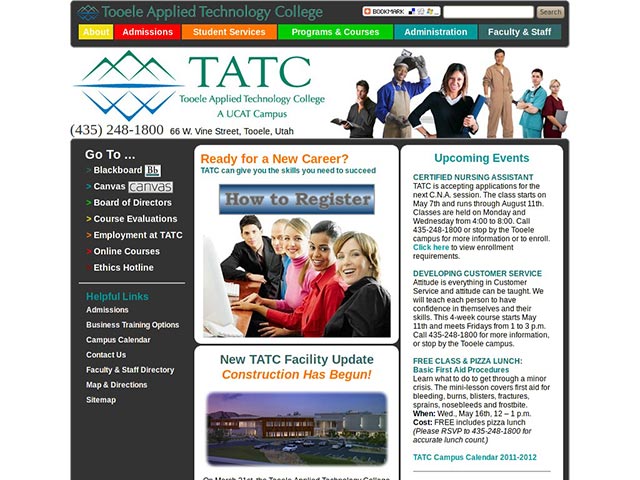 Tooele Applied Technology College
BOOKMARK
Search
About
Admissions
Student Services
Programs & Courses
Administration
Faculty & Staff
TATC
Tooele Applied Technology College
A UCAT Campus
(435) 248-1800 66 W. Vine Street, Tooele, Utah
Go To ...
> Blackboard Bb
> Canvas canvas
> Board of Directors
> Course Evaluations
> Employment at TATC
> Online Courses
> Ethics Hotline
Helpful Links
Admissions
Business Training Options
Campus Calendar
Contact Us
Faculty & Staff Directory
Map & Directions
Sitemap
Ready for a New Career?
TATC can give you the skills you need to succeed
How to Register
New TATC Facility Update
Construction Has Begun!
On March 21st, the Tooele Applied Technology College
Upcoming Events
CERTIFIED NURSING ASSISTANT
TATC is accepting applications for the
next C.N.A. session. The class starts on
May 7th and runs through August 11th.
Classes are held on Monday and
Wednesday from 4:00 to 8:00. Call
435-248-1800 or stop by the Tooele
campus for more information or to enroll.
Click here to view enrollment
requirements.
DEVELOPING CUSTOMER SERVICE
Attitude is everything in Customer
Service and attitude can be taught. We
will teach each person to have
confidence in themselves and their
skills. This 4-week course starts May
11th and meets Fridays from 1 to 3 p.m.
Call 435-248-1800 for more information,
or stop by the Tooele campus.
FREE CLASS & PIZZA LUNCH:
Basic First Aid Procedures
Learn what to do to get through a minor
crisis. The mini-lesson covers first aid for
bleeding, burns, blisters, fractures,
sprains, nosebleeds and frostbite.
When: Wed., May 16th, 12 – 1 p.m.
Cost: FREE includes pizza lunch
(Please RSVP to 435-248-1800 for
accurate lunch count.)
TATC Campus Calendar 2011-2012